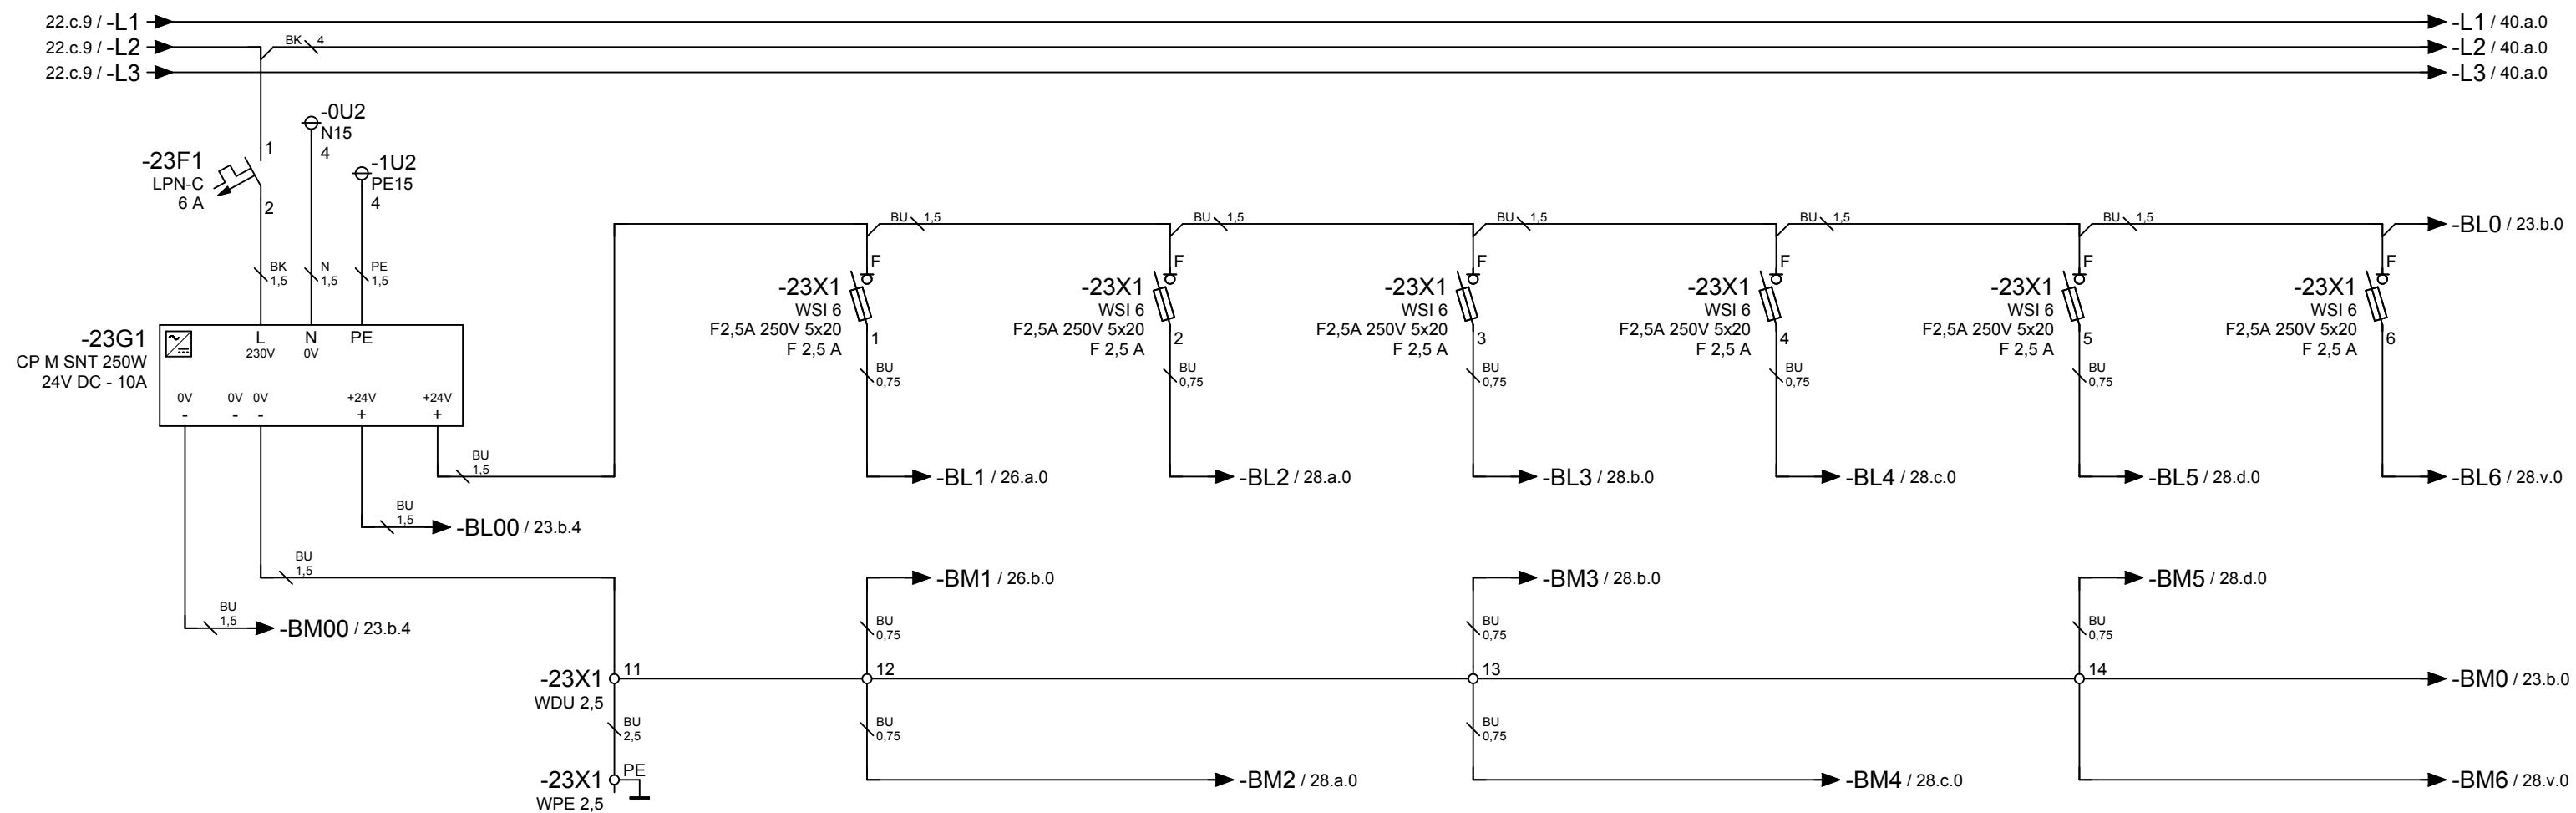 22.c.9 / -L1
-L1 / 40.a.0
22.c.9 / -L2
BK 4
-L2 / 40.a.0
22.c.9 / -L3
-L3 / 40.a.0
-0U2
N15
4
-1U2
PE15
4
1
-23F1
LPN-C
6 A
2
BK
1,5
N
1,5
PE
1,5
BU 1,5
BU 1,5
BU 1,5
BU 1,5
BU 1,5
-BL0 / 23.b.0
F
-23X1
WSI 6
F2,5A 250V 5x20
F 2,5 A
1
BU
0,75
F
-23X1
WSI 6
F2,5A 250V 5x20
F 2,5 A
2
BU
0,75
F
-23X1
WSI 6
F2,5A 250V 5x20
F 2,5 A
3
BU
0,75
F
-23X1
WSI 6
F2,5A 250V 5x20
F 2,5 A
4
BU
0,75
F
-23X1
WSI 6
F2,5A 250V 5x20
F 2,5 A
5
BU
0,75
F
-23X1
WSI 6
F2,5A 250V 5x20
F 2,5 A
6
-23G1
CP M SNT 250W
24V DC - 10A
L
230V
N
0V
PE
0V
-
0V
-
0V
-
+24V
+
+24V
+
BU
1,5
-BL1 / 26.a.0
-BL2 / 28.a.0
-BL3 / 28.b.0
-BL4 / 28.c.0
-BL5 / 28.d.0
-BL6 / 28.v.0
BU
1,5
-BL00 / 23.b.4
BU
1,5
-BM1 / 26.b.0
-BM3 / 28.b.0
-BM5 / 28.d.0
BU
1,5
-BM00 / 23.b.4
BU
0,75
BU
0,75
BU
0,75
-23X1
WDU 2,5
11
12
13
14
-BM0 / 23.b.0
BU
2,5
BU
0,75
BU
0,75
-23X1
WPE 2,5
PE
-BM2 / 28.a.0
-BM4 / 28.c.0
-BM6 / 28.v.0